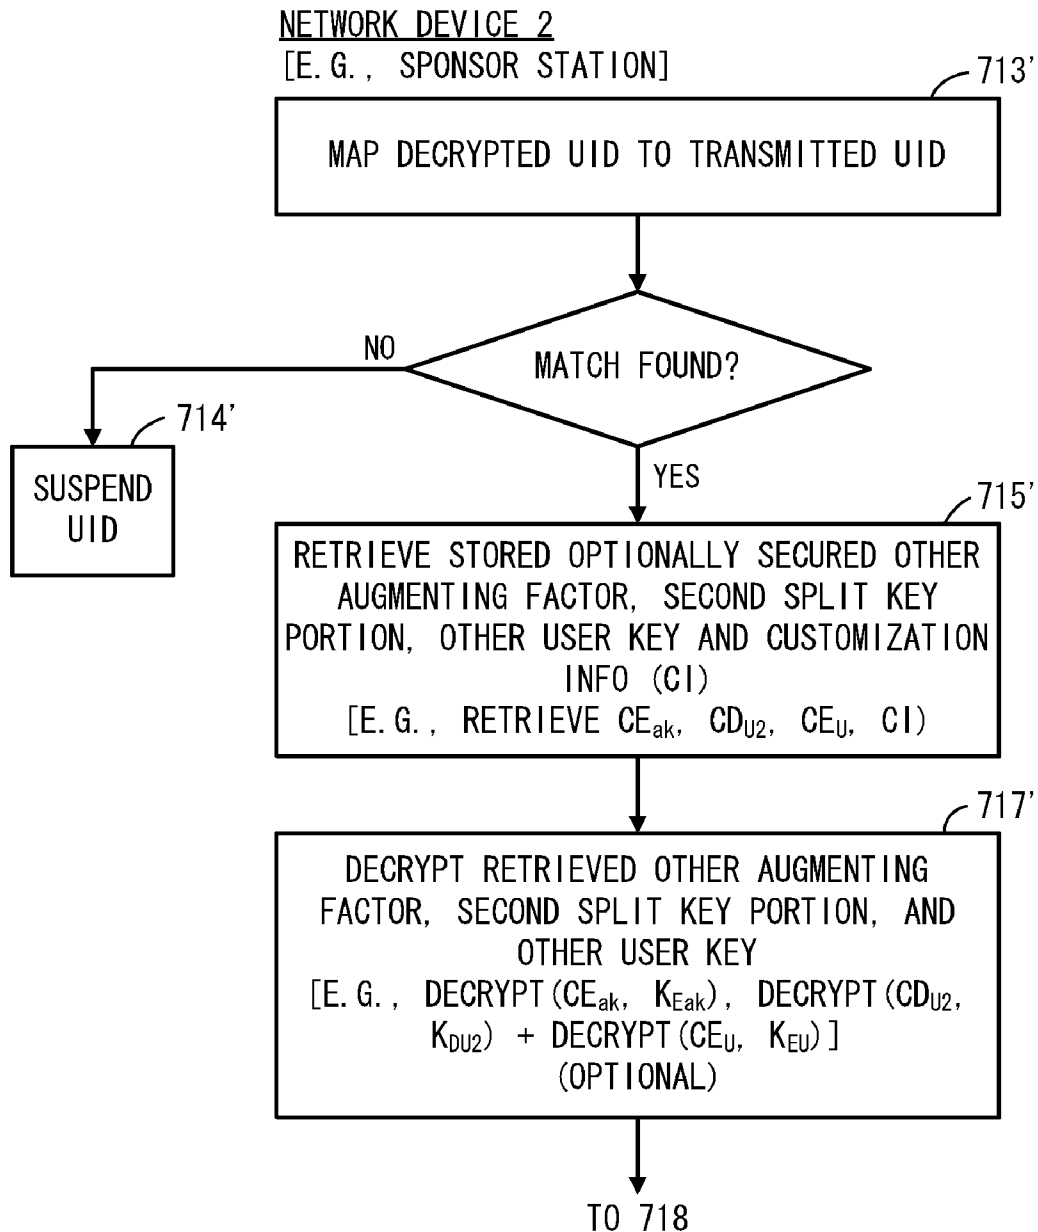 NETWORK DEVICE 2
[E.G., SPONSOR STATION]
713'
MAP DECRYPTED UID TO TRANSMITTED UID
MATCH FOUND?
NO
714'
SUSPEND
UID
YES
715'
RETRIEVE STORED OPTIONALLY SECURED OTHER
AUGMENTING FACTOR, SECOND SPLIT KEY
PORTION, OTHER USER KEY AND CUSTOMIZATION
INFO (CI)
[E.G., RETRIEVE CEak, CDU2, CEU, CI)
717'
DECRYPT RETRIEVED OTHER AUGMENTING
FACTOR, SECOND SPLIT KEY PORTION, AND
OTHER USER KEY
[E.G., DECRYPT(CEak, KEak), DECRYPT(CDU2,
KDU2) + DECRYPT(CEU, KEU)]
(OPTIONAL)
TO 718